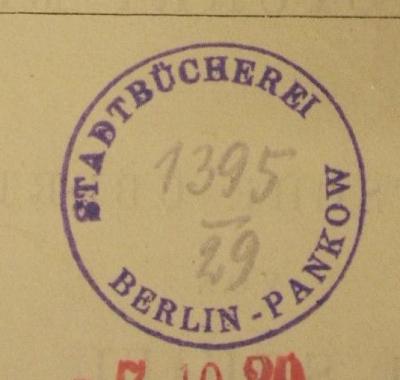 STADTBÜCHEREI
1395
29
BERLIN-PANKOW